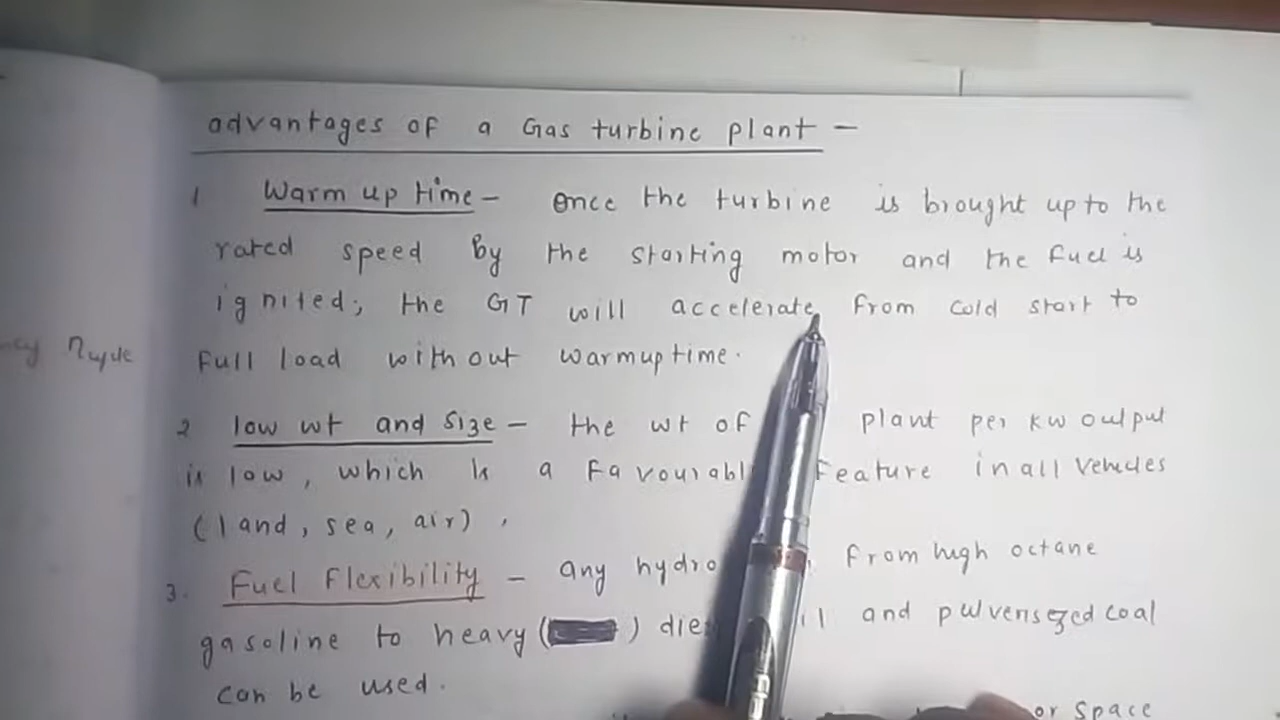 advantages of a Gas turbine plant -
1 Warm up time - Once the turbine is brought up to the
rated speed by the starting motor and the fuel is
ignited, the GT will accelerate from cold start to
full load without warmup time.
2 low wt and size - the wt of plant per kw output
is low, which is a favourabl feature in all vehicles
(land, sea, air),
3. Fuel Flexibility - any hydro from high octane
gasoline to heavy ( ) die and pulverszed coal
can be used.
or space